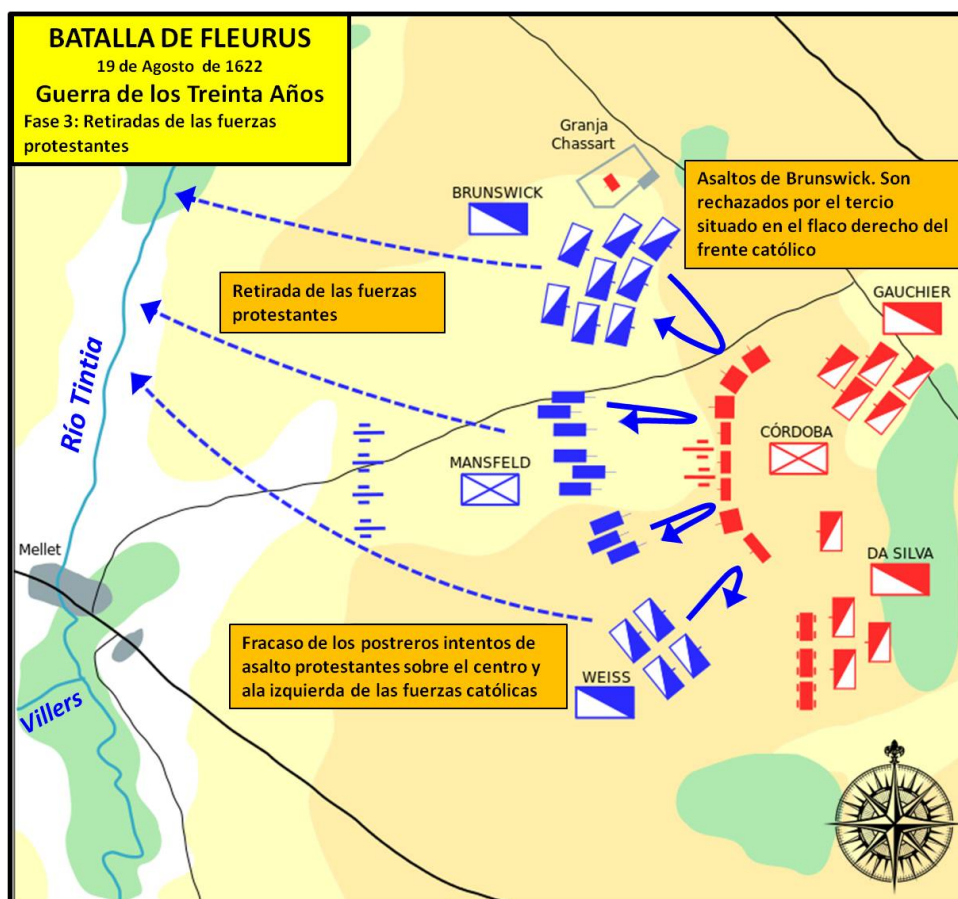 BATALLA DE FLEURUS
19 de Agosto de 1622
Guerra de los Treinta Años
Fase 3: Retiradas de las fuerzas
protestantes
Granja
Chassart
BRUNSWICK
Asaltos de Brunswick. Son
rechazados por el tercio
situado en el flaco derecho del
frente católico
Retirada de las fuerzas
protestantes
GAUCHIER
Río Tintia
MANSFELD
CÓRDOBA
Mellet
DA SILVA
Fracaso de los postreros intentos de
asalto protestantes sobre el centro y
ala izquierda de las fuerzas católicas
WEISS
Villers